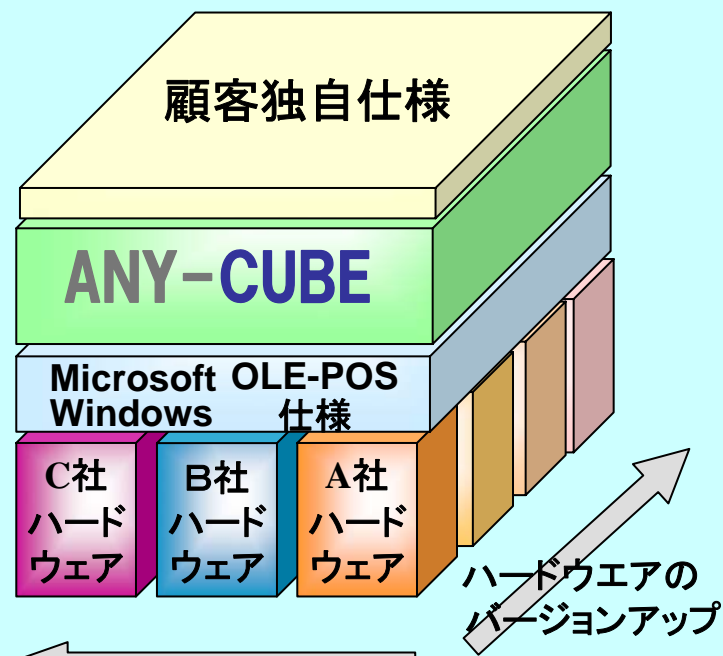 顧客独自仕様
ANY-CUBE
Microsoft OLE-POS
Windows 仕様
C社
ハード
ウェア
B社
ハード
ウェア
A社
ハード
ウェア
ハードウエアの
バージョンアップ